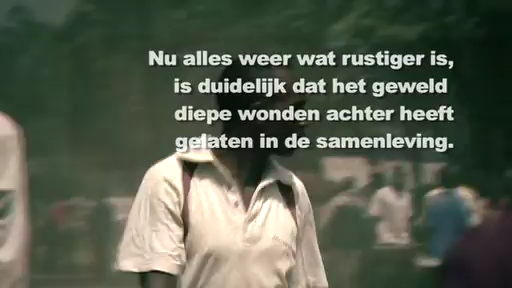 Nu alles weer wat rustiger is,
is duidelijk dat het geweld
diepe wonden achter heeft
gelaten in de samenleving.